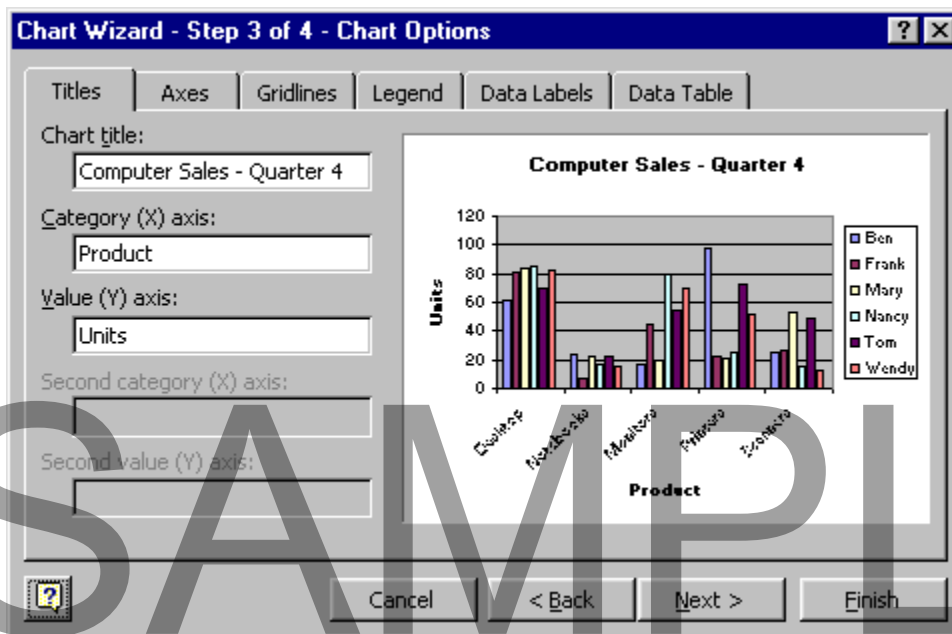 Chart Wizard - Step 3 of 4 - Chart Options
Titles Axes Gridlines Legend Data Labels Data Table
Chart title:
Computer Sales - Quarter 4
Category (X) axis:
Product
Value (Y) axis:
Units
Second category (X) axis:
Second value (Y) axis:
Computer Sales - Quarter 4
120
100
80
60
40
20
0
Units
Desktop
Notebooks
Monitors
Printers
Scanners
Product
Ben
Frank
Mary
Nancy
Tom
Wendy
Cancel < Back Next > Finish
SAMPL